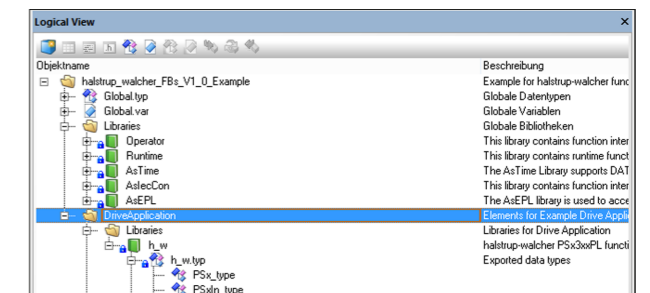 Logical View
Objektname Beschreibung
halstrup_walcher_FBs_V1_0_Example Example for halstrup-walcher func
Global.typ Globale Datentypen
Global.var Globale Variablen
Libraries Globale Bibliotheken
Operator This library contains function inter
Runtime This library contains runtime funct
AsTime The AsTime Library supports DAT
AsIecCon This library contains function inter
AsEPL The AsEPL library is used to acce
DriveApplication Elements for Example Drive Appli
Libraries Libraries for Drive Application
h_w halstrup-walcher PSx3xxPL functi
h_w.typ Exported data types
PSx_type
PSxIn_type